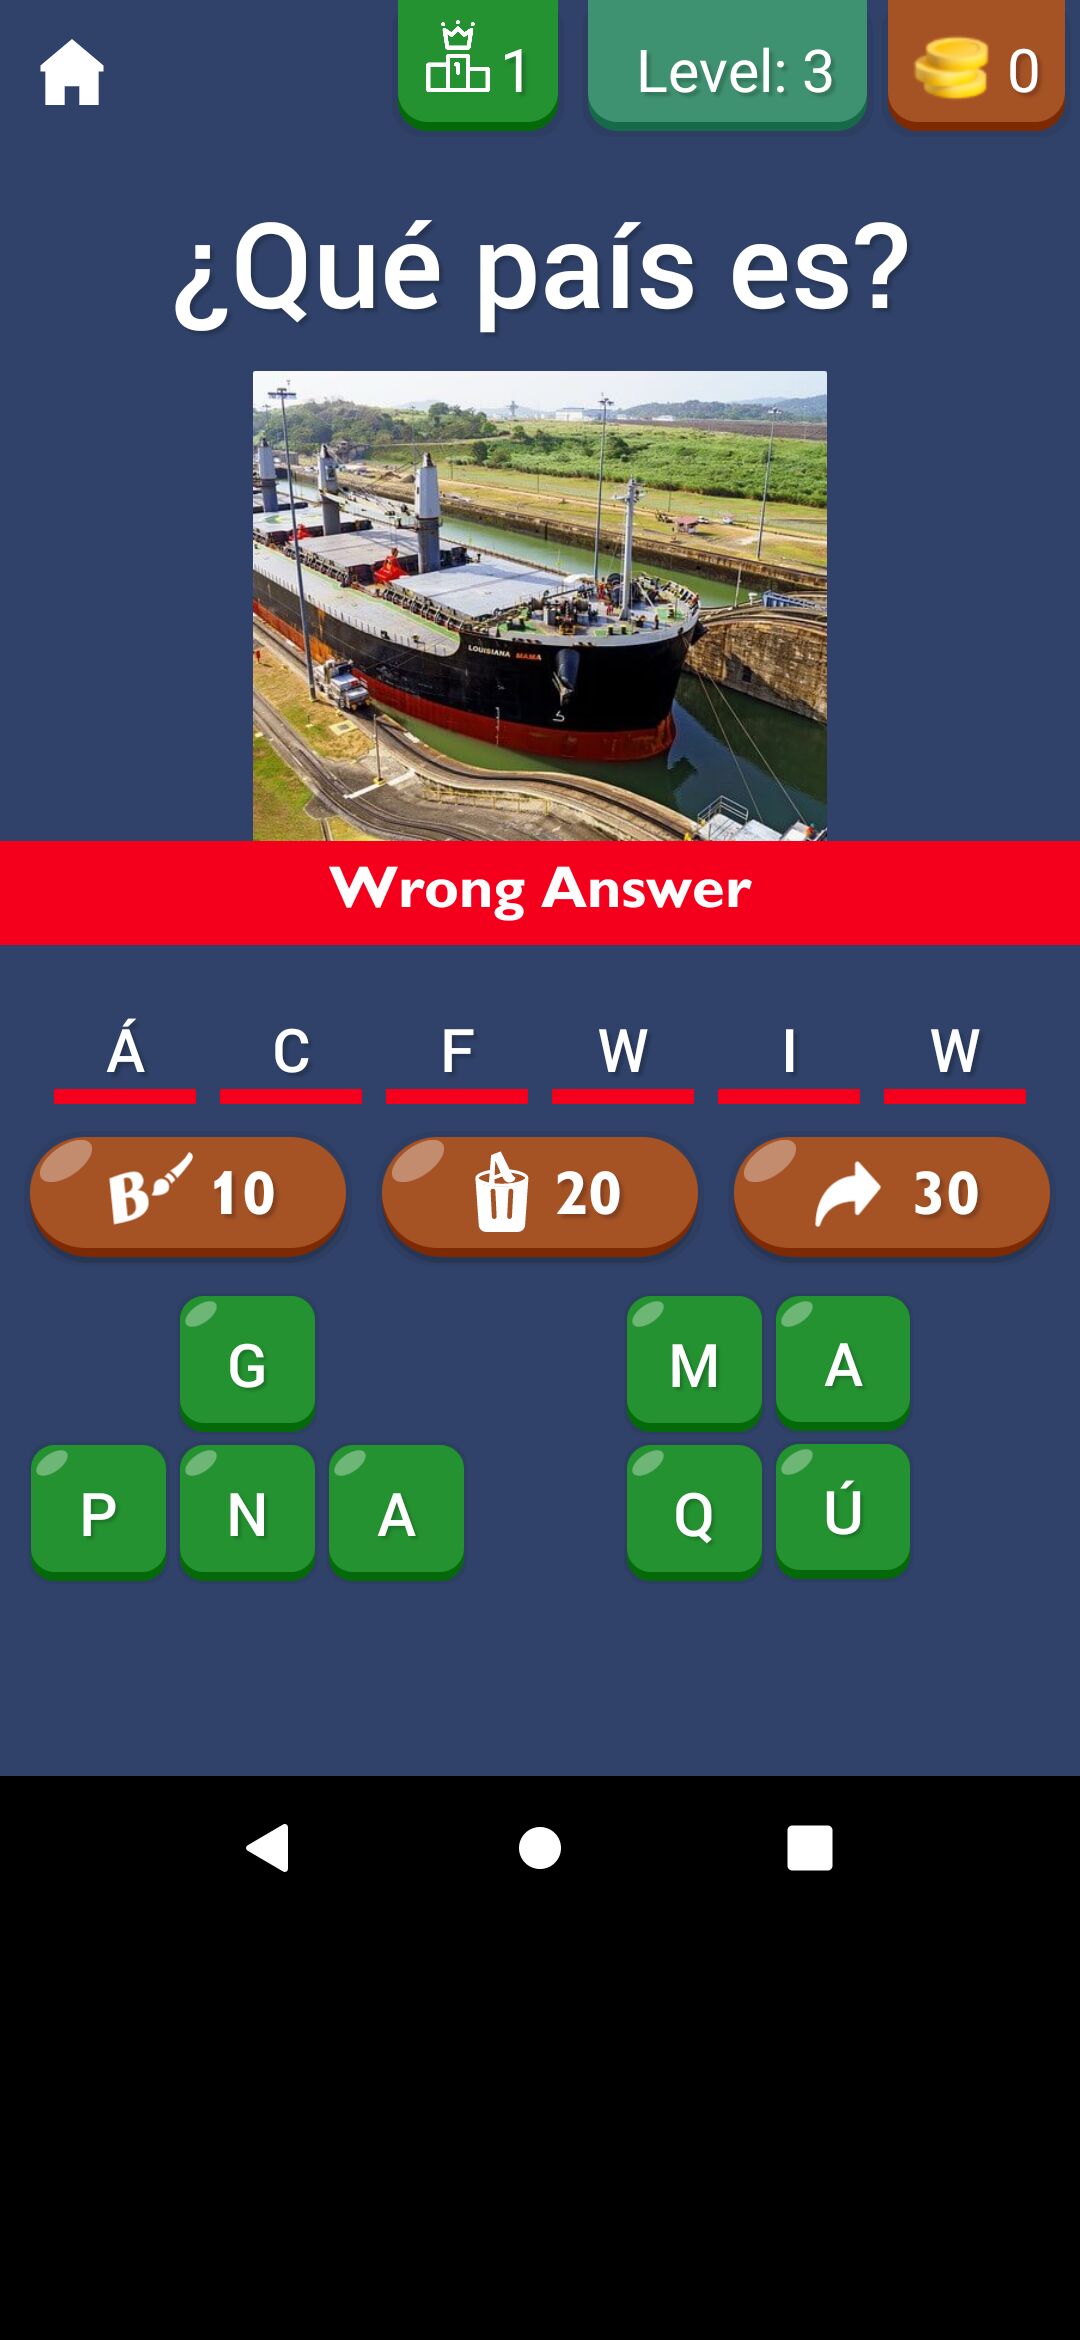 1 Level: 3 0
¿Qué país es?
LOUISIANA MAMA
Wrong Answer
Á C F W I W
B 10 20 30
G M A
P N A Q Ú